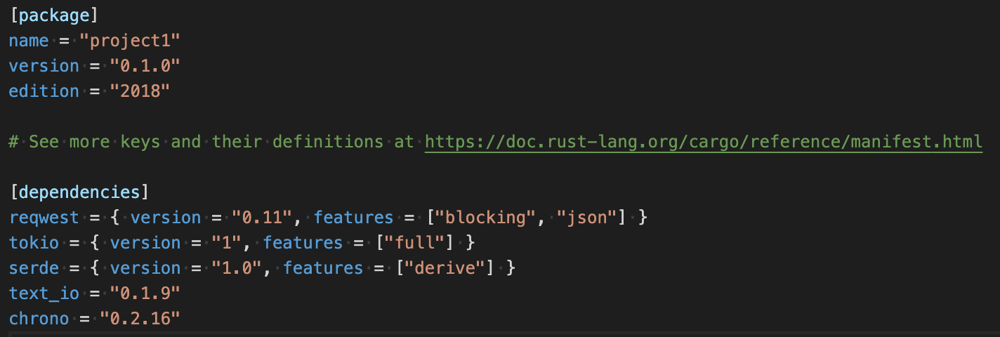 [package]
name = "project1"
version = "0.1.0"
edition = "2018"
# See more keys and their definitions at https://doc.rust-lang.org/cargo/reference/manifest.html
[dependencies]
reqwest = { version = "0.11", features = ["blocking", "json"] }
tokio = { version = "1", features = ["full"] }
serde = { version = "1.0", features = ["derive"] }
text_io = "0.1.9"
chrono = "0.2.16"